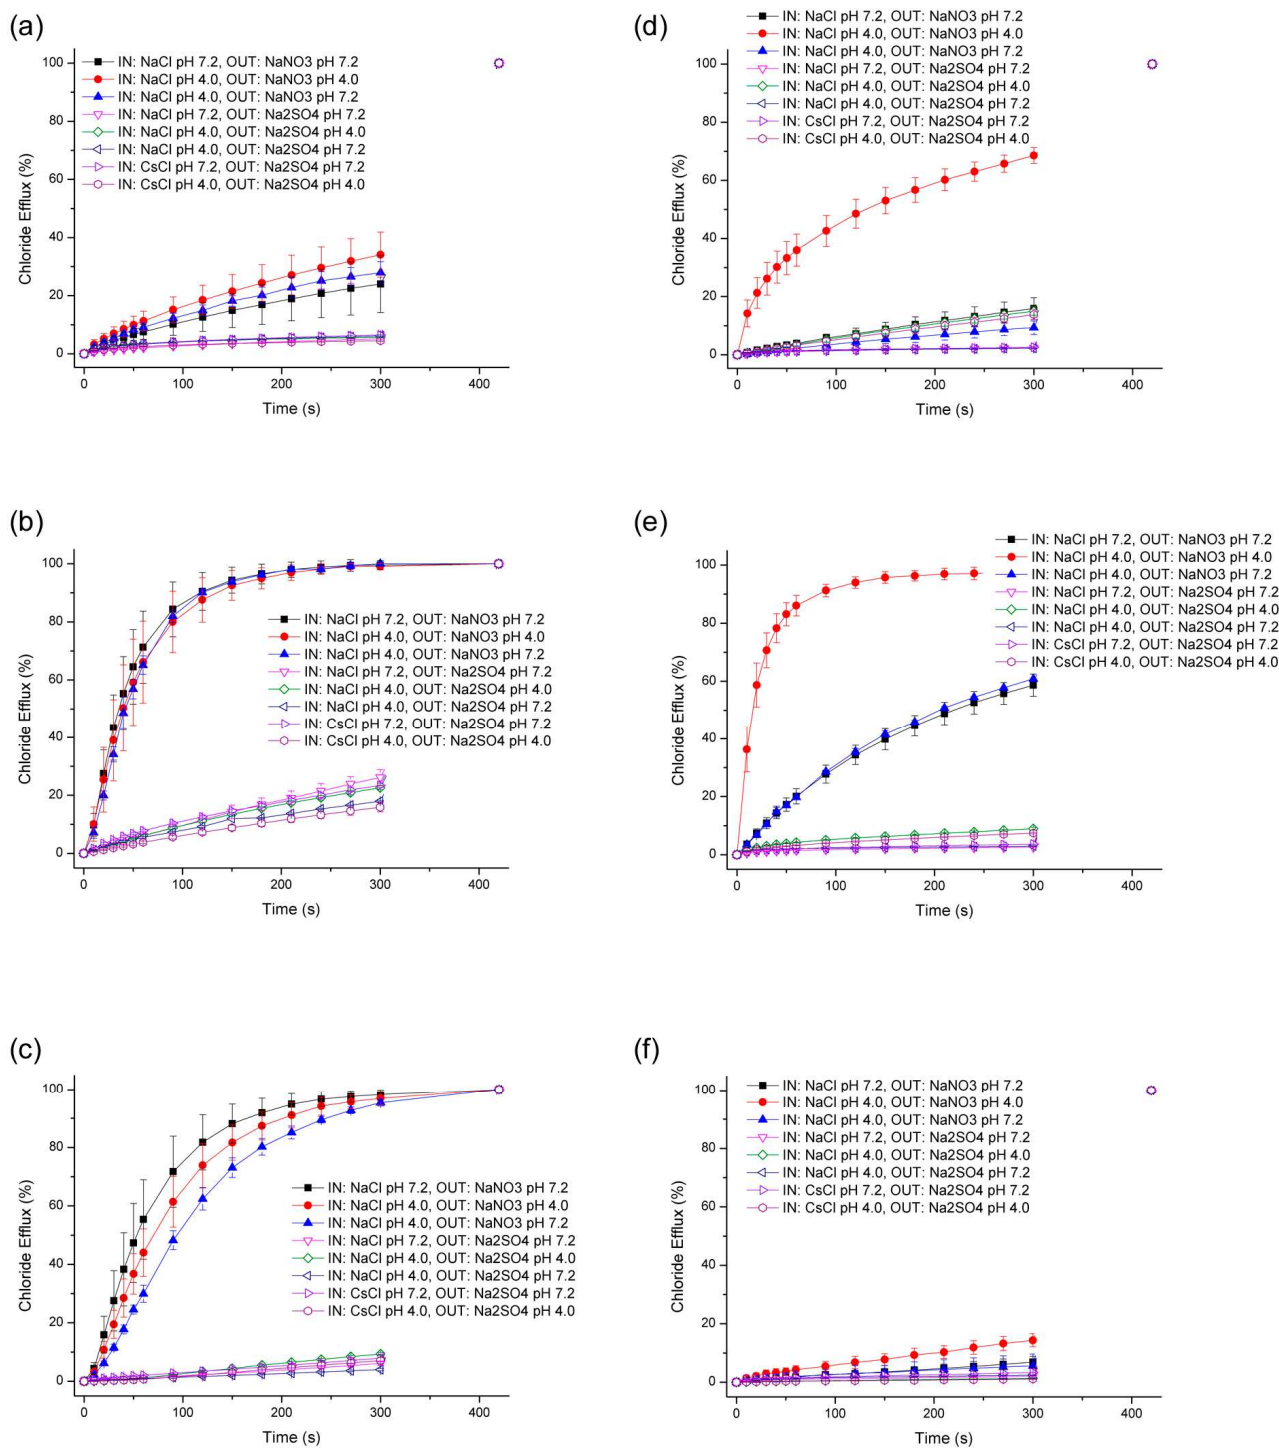 (a)
IN: NaCl pH 7.2, OUT: NaNO3 pH 7.2
IN: NaCl pH 4.0, OUT: NaNO3 pH 4.0
IN: NaCl pH 4.0, OUT: NaNO3 pH 7.2
IN: NaCl pH 7.2, OUT: Na2SO4 pH 7.2
IN: NaCl pH 4.0, OUT: Na2SO4 pH 4.0
IN: NaCl pH 4.0, OUT: Na2SO4 pH 7.2
IN: CsCl pH 7.2, OUT: Na2SO4 pH 7.2
IN: CsCl pH 4.0, OUT: Na2SO4 pH 4.0
100
80
60
40
20
0
Chloride Efflux (%)
0 100 200 300 400
Time (s)
(d)
IN: NaCl pH 7.2, OUT: NaNO3 pH 7.2
IN: NaCl pH 4.0, OUT: NaNO3 pH 4.0
IN: NaCl pH 4.0, OUT: NaNO3 pH 7.2
IN: NaCl pH 7.2, OUT: Na2SO4 pH 7.2
IN: NaCl pH 4.0, OUT: Na2SO4 pH 4.0
IN: NaCl pH 4.0, OUT: Na2SO4 pH 7.2
IN: CsCl pH 7.2, OUT: Na2SO4 pH 7.2
IN: CsCl pH 4.0, OUT: Na2SO4 pH 4.0
100
80
60
40
20
0
Chloride Efflux (%)
0 100 200 300 400
Time (s)
(b)
100
80
60
40
20
0
Chloride Efflux (%)
IN: NaCl pH 7.2, OUT: NaNO3 pH 7.2
IN: NaCl pH 4.0, OUT: NaNO3 pH 4.0
IN: NaCl pH 4.0, OUT: NaNO3 pH 7.2
IN: NaCl pH 7.2, OUT: Na2SO4 pH 7.2
IN: NaCl pH 4.0, OUT: Na2SO4 pH 4.0
IN: NaCl pH 4.0, OUT: Na2SO4 pH 7.2
IN: CsCl pH 7.2, OUT: Na2SO4 pH 7.2
IN: CsCl pH 4.0, OUT: Na2SO4 pH 4.0
0 100 200 300 400
Time (s)
(e)
IN: NaCl pH 7.2, OUT: NaNO3 pH 7.2
IN: NaCl pH 4.0, OUT: NaNO3 pH 4.0
IN: NaCl pH 4.0, OUT: NaNO3 pH 7.2
IN: NaCl pH 7.2, OUT: Na2SO4 pH 7.2
IN: NaCl pH 4.0, OUT: Na2SO4 pH 4.0
IN: NaCl pH 4.0, OUT: Na2SO4 pH 7.2
IN: CsCl pH 7.2, OUT: Na2SO4 pH 7.2
IN: CsCl pH 4.0, OUT: Na2SO4 pH 4.0
100
80
60
40
20
0
Chloride Efflux (%)
0 100 200 300 400
Time (s)
(c)
100
80
60
40
20
0
Chloride Efflux (%)
IN: NaCl pH 7.2, OUT: NaNO3 pH 7.2
IN: NaCl pH 4.0, OUT: NaNO3 pH 4.0
IN: NaCl pH 4.0, OUT: NaNO3 pH 7.2
IN: NaCl pH 7.2, OUT: Na2SO4 pH 7.2
IN: NaCl pH 4.0, OUT: Na2SO4 pH 4.0
IN: NaCl pH 4.0, OUT: Na2SO4 pH 7.2
IN: CsCl pH 7.2, OUT: Na2SO4 pH 7.2
IN: CsCl pH 4.0, OUT: Na2SO4 pH 4.0
0 100 200 300 400
Time (s)
(f)
IN: NaCl pH 7.2, OUT: NaNO3 pH 7.2
IN: NaCl pH 4.0, OUT: NaNO3 pH 4.0
IN: NaCl pH 4.0, OUT: NaNO3 pH 7.2
IN: NaCl pH 7.2, OUT: Na2SO4 pH 7.2
IN: NaCl pH 4.0, OUT: Na2SO4 pH 4.0
IN: NaCl pH 4.0, OUT: Na2SO4 pH 7.2
IN: CsCl pH 7.2, OUT: Na2SO4 pH 7.2
IN: CsCl pH 4.0, OUT: Na2SO4 pH 4.0
100
80
60
40
20
0
Chloride Efflux (%)
0 100 200 300 400
Time (s)